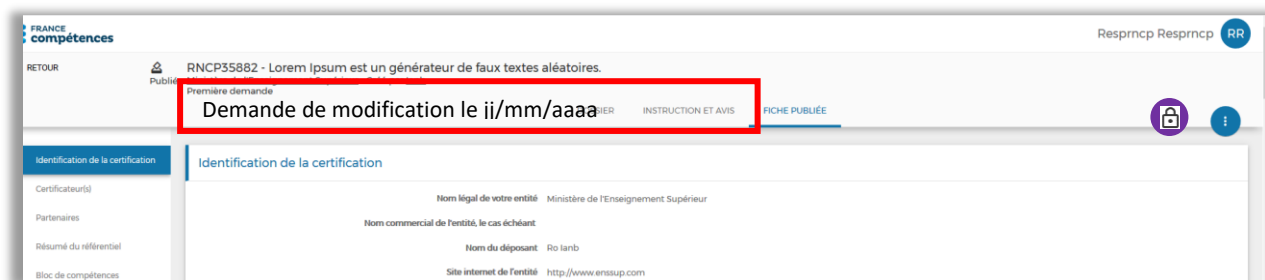 FRANCE
compétences
Resprncp Resprncp RR
RETOUR
Publié
RNCP35882 - Lorem Ipsum est un générateur de faux textes aléatoires.
Première demande
Demande de modification le jj/mm/aaaa
INSTRUCTION ET AVIS
FICHE PUBLIÉE
Identification de la certification
Certificateur(s)
Partenaires
Résumé du référentiel
Bloc de compétences
Identification de la certification
Nom légal de votre entité Ministère de l'Enseignement Supérieur
Nom commercial de l'entité, le cas échéant
Nom du déposant Ro Ianb
Site internet de l'entité http://www.enssup.com